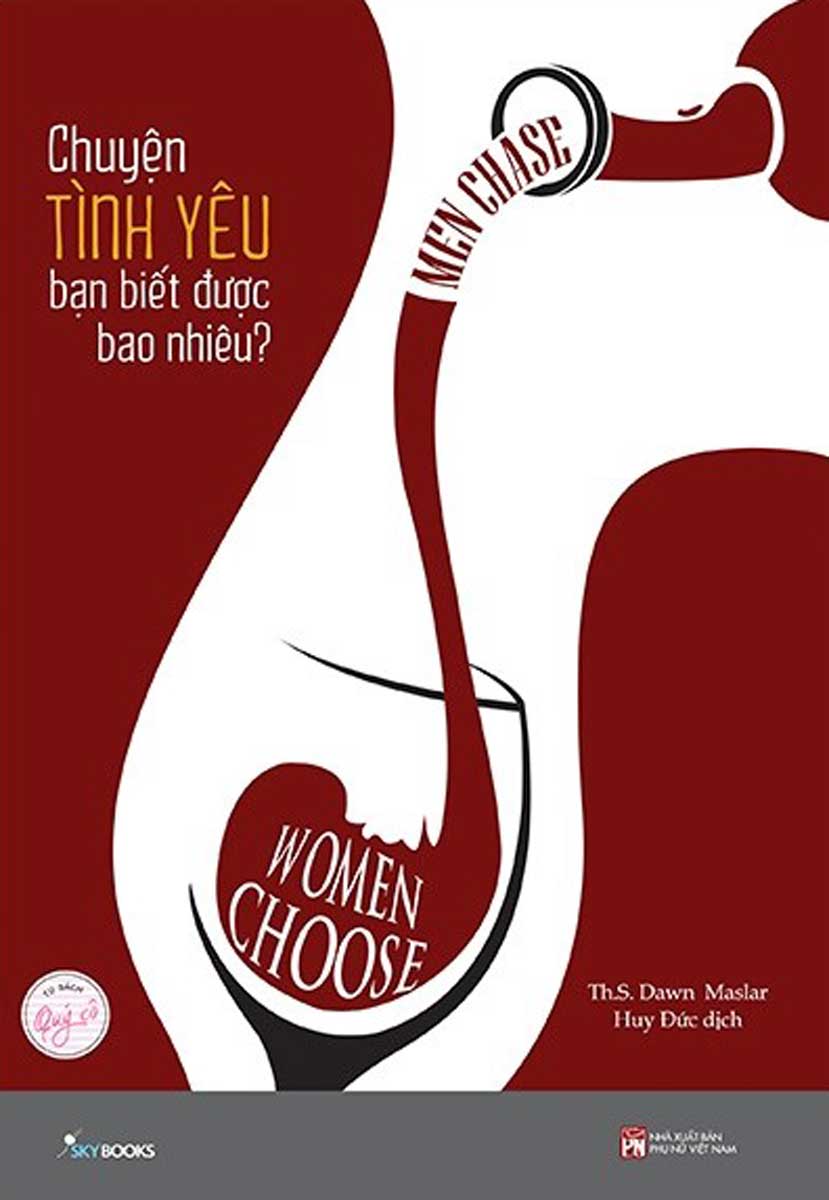 Chuyện
TÌNH YÊU
bạn biết được
bao nhiêu?
MEN CHASE
WOMEN
CHOOSE
Th.S. Dawn Maslar
Huy Đức dịch
TỦ SÁCH
Quý cô
SKYBOOKS
PN
NHÀ XUẤT BẢN
PHỤ NỮ VIỆT NAM